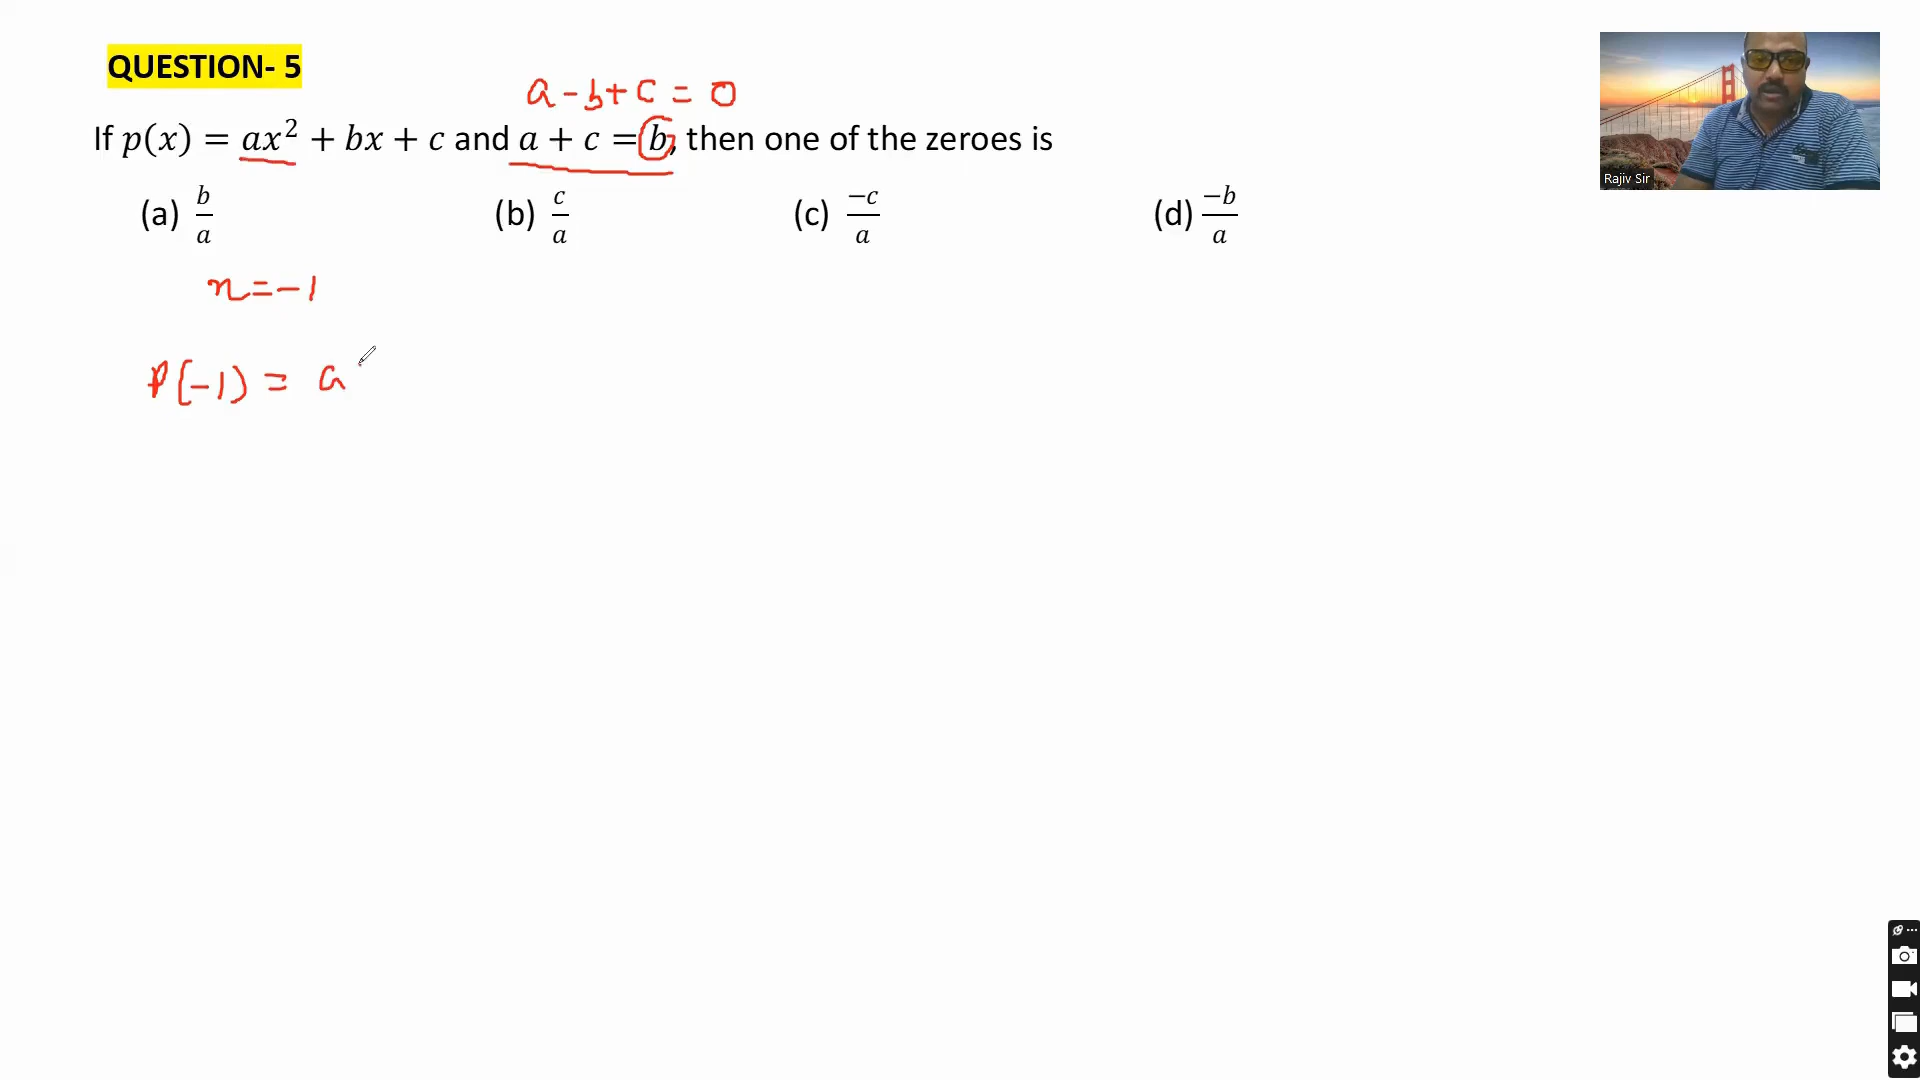 QUESTION- 5
a - b + c = 0
If p(x) = ax² + bx + c and a + c = b, then one of the zeroes is
(a) b/a (b) c/a (c) −c/a (d) −b/a
x = -1
P(-1) = a
Rajiv Sir